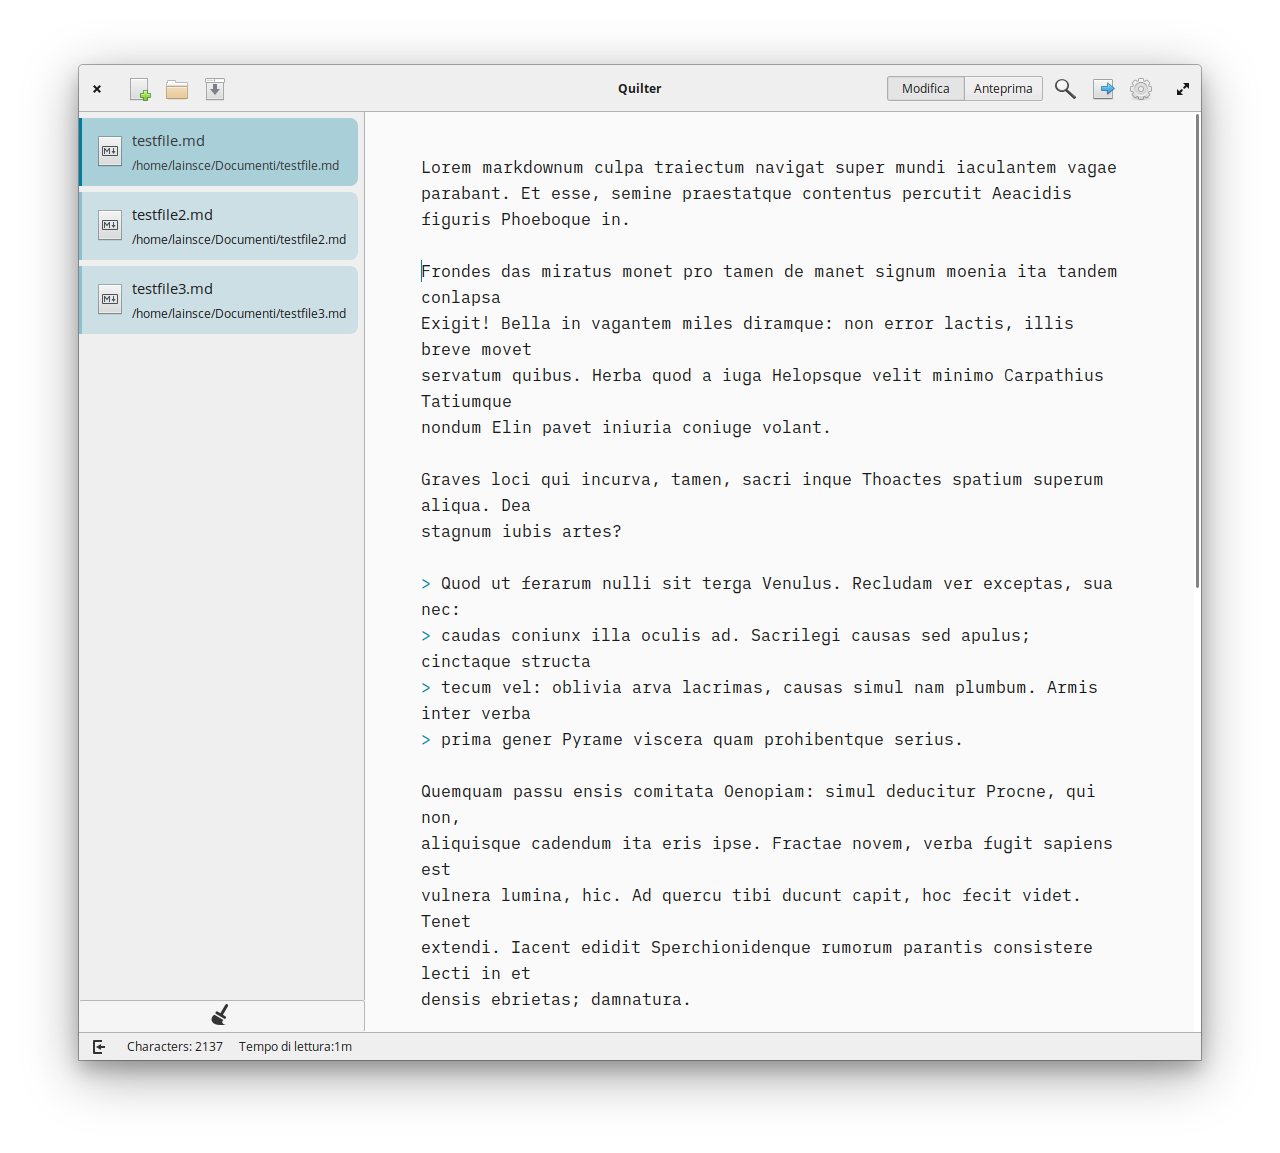 Quilter
Modifica
Anteprima
testfile.md
/home/lainsce/Documenti/testfile.md
testfile2.md
/home/lainsce/Documenti/testfile2.md
testfile3.md
/home/lainsce/Documenti/testfile3.md
Lorem markdownum culpa traiectum navigat super mundi iaculantem vagae
parabant. Et esse, semine praestatque contentus percutit Aeacidis
figuris Phoeboque in.
Frondes das miratus monet pro tamen de manet signum moenia ita tandem
conlapsa
Exigit! Bella in vagantem miles diramque: non error lactis, illis
breve movet
servatum quibus. Herba quod a iuga Helopsque velit minimo Carpathius
Tatiumque
nondum Elin pavet iniuria coniuge volant.
Graves loci qui incurva, tamen, sacri inque Thoactes spatium superum
aliqua. Dea
stagnum iubis artes?
> Quod ut ferarum nulli sit terga Venulus. Recludam ver exceptas, sua
nec:
> caudas coniunx illa oculis ad. Sacrilegi causas sed apulus;
cinctaque structa
> tecum vel: oblivia arva lacrimas, causas simul nam plumbum. Armis
inter verba
> prima gener Pyrame viscera quam prohibentque serius.
Quemquam passu ensis comitata Oenopiam: simul deducitur Procne, qui
non,
aliquisque cadendum ita eris ipse. Fractae novem, verba fugit sapiens
est
vulnera lumina, hic. Ad quercu tibi ducunt capit, hoc fecit videt.
Tenet
extendi. Iacent edidit Sperchionidenque rumorum parantis consistere
lecti in et
densis ebrietas; damnatura.
Characters: 2137
Tempo di lettura:1m